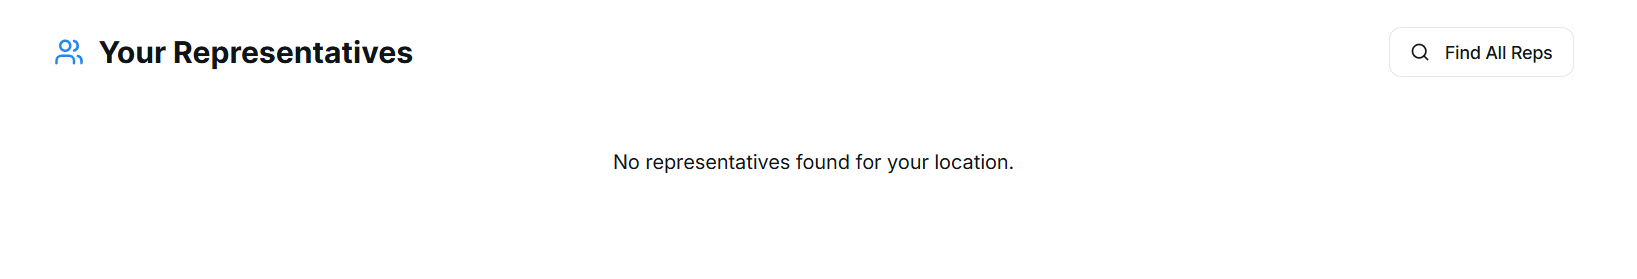 Your Representatives
Find All Reps
No representatives found for your location.